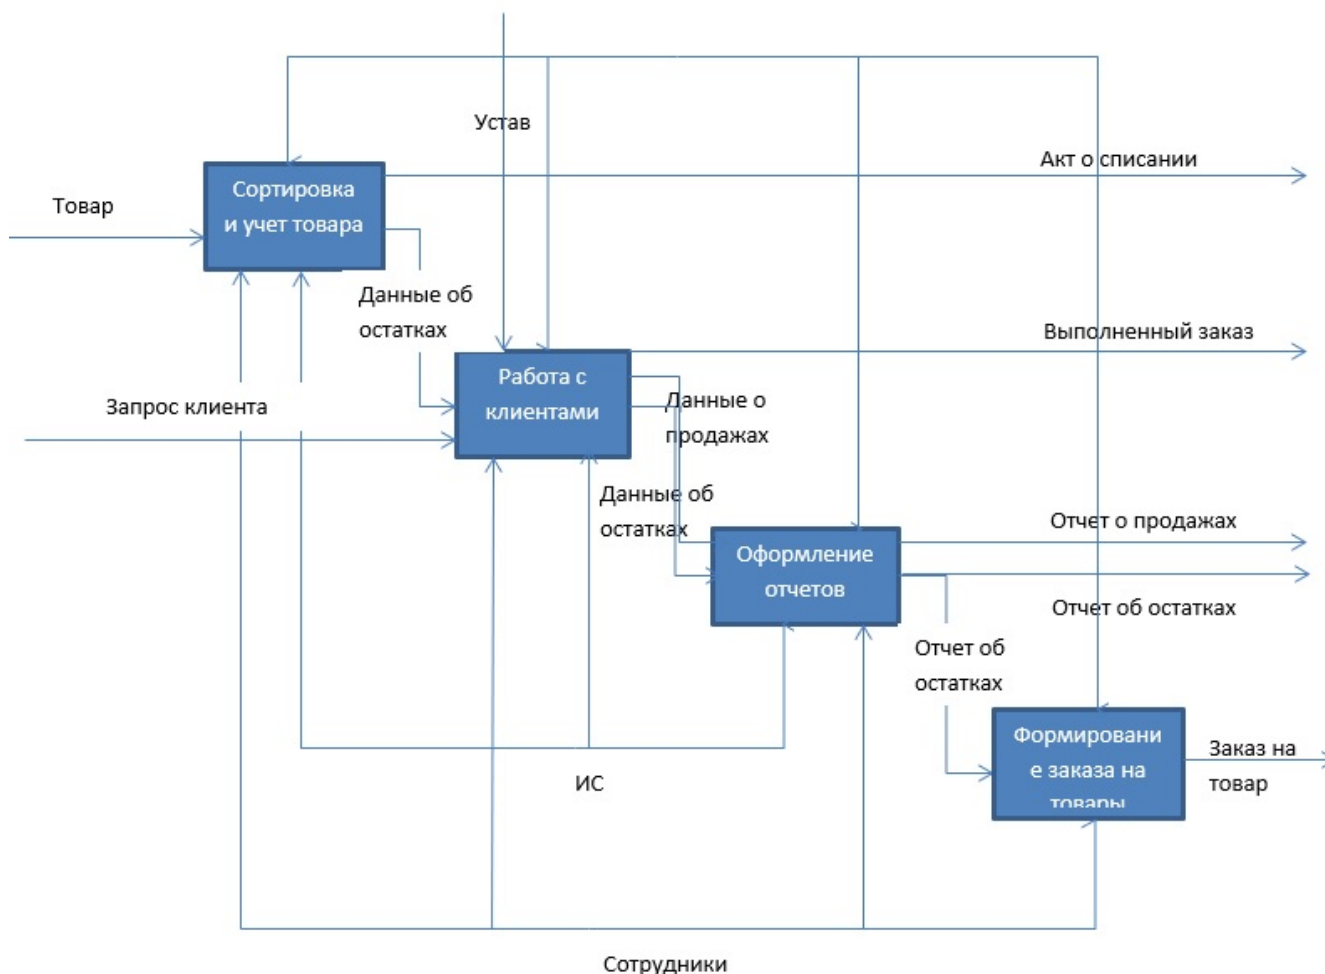 Устав
Акт о списании
Сортировка
и учет товара
Товар
Данные об
остатках
Выполненный заказ
Работа с
клиентами
Запрос клиента
Данные о
продажах
Данные об
остатках
Отчет о продажах
Оформление
отчетов
Отчет об остатках
Отчет об
остатках
Формировани
е заказа на
товары
Заказ на
товар
ИС
Сотрудники